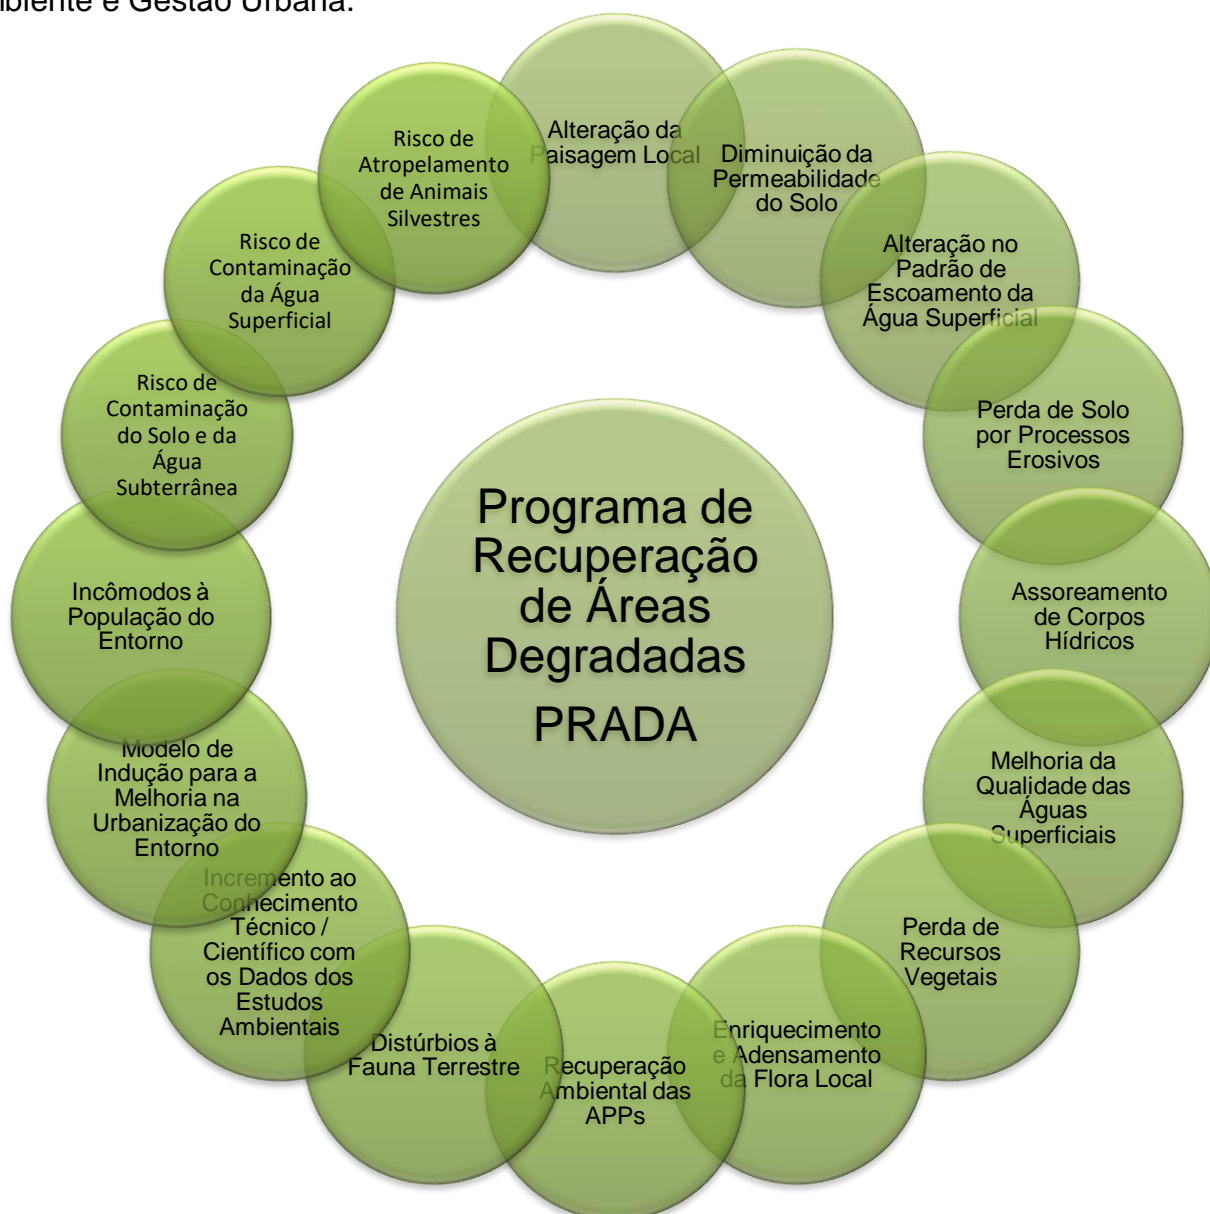 biente e Gestão Urbana.
Alteração da
Paisagem Local
Diminuição da
Permeabilidade
do Solo
Alteração no
Padrão de
Escoamento da
Água Superficial
Perda de Solo
por Processos
Erosivos
Assoreamento
de Corpos
Hídricos
Melhoria da
Qualidade das
Águas
Superficiais
Perda de
Recursos
Vegetais
Enriquecimento
e Adensamento
da Flora Local
Recuperação
Ambiental das
APPs
Distúrbios à
Fauna Terrestre
Incremento ao
Conhecimento
Técnico /
Científico com
os Dados dos
Estudos
Ambientais
Modelo de
Indução para a
Melhoria na
Urbanização do
Entorno
Incômodos à
População do
Entorno
Risco de
Contaminação
do Solo e da
Água
Subterrânea
Risco de
Contaminação
da Água
Superficial
Risco de
Atropelamento
de Animais
Silvestres
Programa de
Recuperação
de Áreas
Degradadas
PRADA